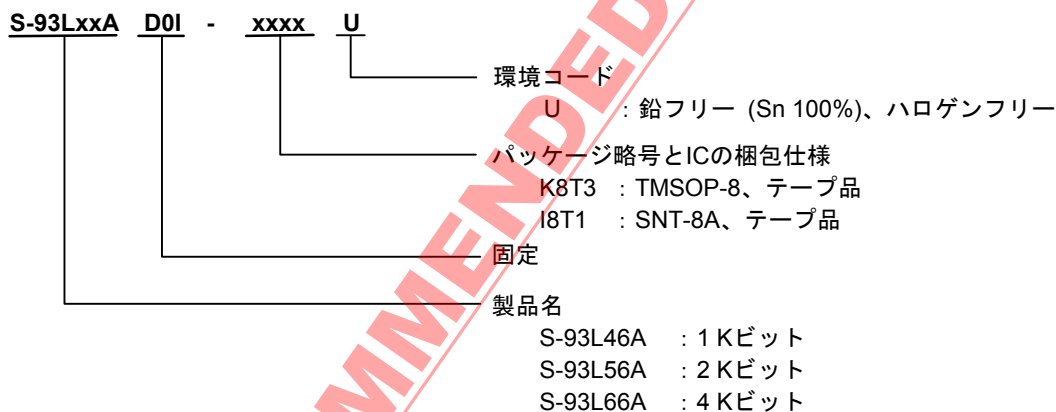 S-93LxxA D0I - xxxx U
環境コード
U : 鉛フリー (Sn 100%)、ハロゲンフリー
パッケージ略号とICの梱包仕様
K8T3 : TMSOP-8、テープ品
I8T1 : SNT-8A、テープ品
固定
製品名
S-93L46A : 1 Kビット
S-93L56A : 2 Kビット
S-93L66A : 4 Kビット
MMENDED